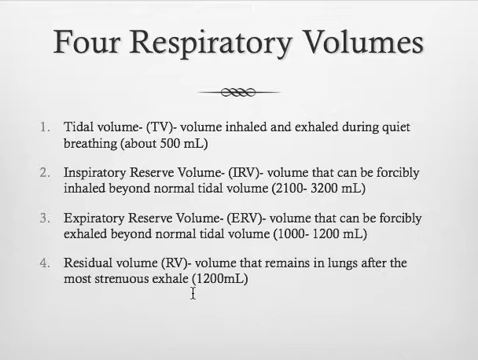 Four Respiratory Volumes
1. Tidal volume- (TV)- volume inhaled and exhaled during quiet
breathing (about 500 mL)
2. Inspiratory Reserve Volume- (IRV)- volume that can be forcibly
inhaled beyond normal tidal volume (2100- 3200 mL)
3. Expiratory Reserve Volume- (ERV)- volume that can be forcibly
exhaled beyond normal tidal volume (1000- 1200 mL)
4. Residual volume (RV)- volume that remains in lungs after the
most strenuous exhale (1200mL)